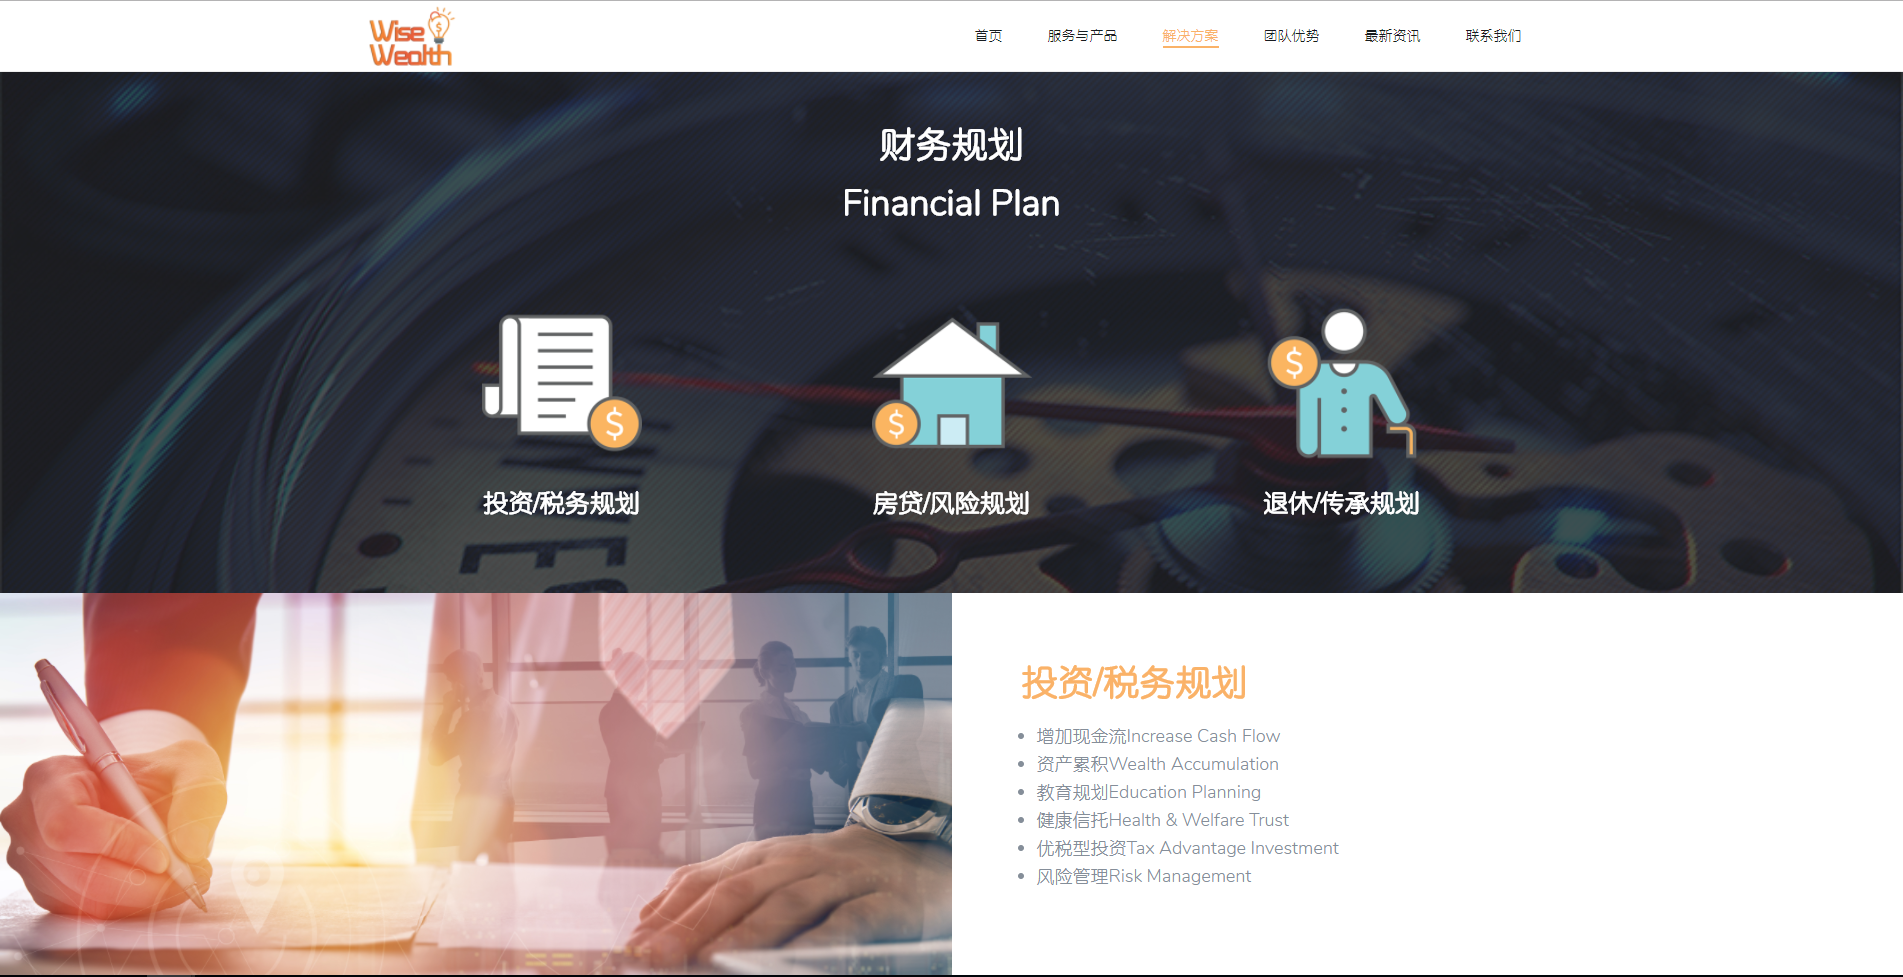 Wise
Wealth
首页 服务与产品 解决方案 团队优势 最新资讯 联系我们
财务规划
Financial Plan
投资/税务规划 房贷/风险规划 退休/传承规划
投资/税务规划
增加现金流Increase Cash Flow
资产累积Wealth Accumulation
教育规划Education Planning
健康信托Health & Welfare Trust
优税型投资Tax Advantage Investment
风险管理Risk Management